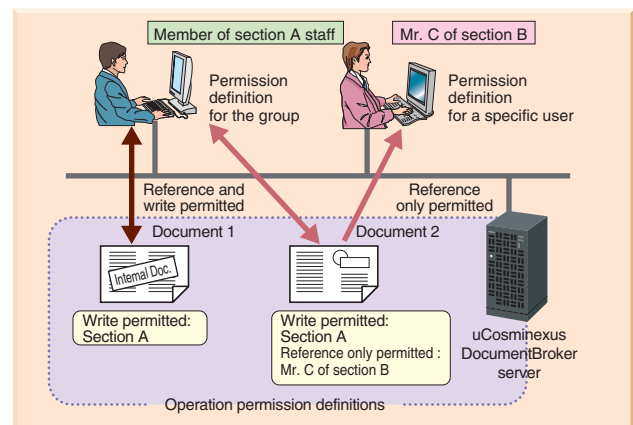 Member of section A staff
Mr. C of section B
Permission
definition
for the group
Permission
definition
for a specific user
Reference and
write permitted
Reference
only permitted
Document 1
Document 2
Internal Doc.
Write permitted:
Section A
Write permitted:
Section A
Reference only permitted :
Mr. C of section B
uCosminexus
DocumentBroker
server
Operation permission definitions